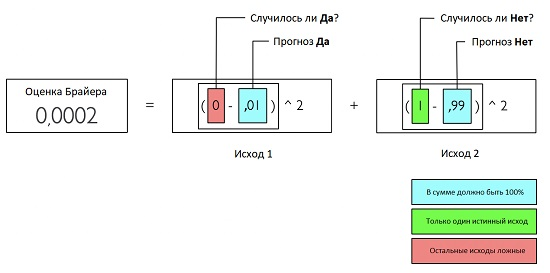 Случилось ли Да?
Прогноз Да
Случилось ли Нет?
Прогноз Нет
Оценка Брайера
0,0002
= ( 0 - ,01 ) ^ 2 + ( 1 - ,99 ) ^ 2
Исход 1
Исход 2
В сумме должно быть 100%
Только один истинный исход
Остальные исходы ложные